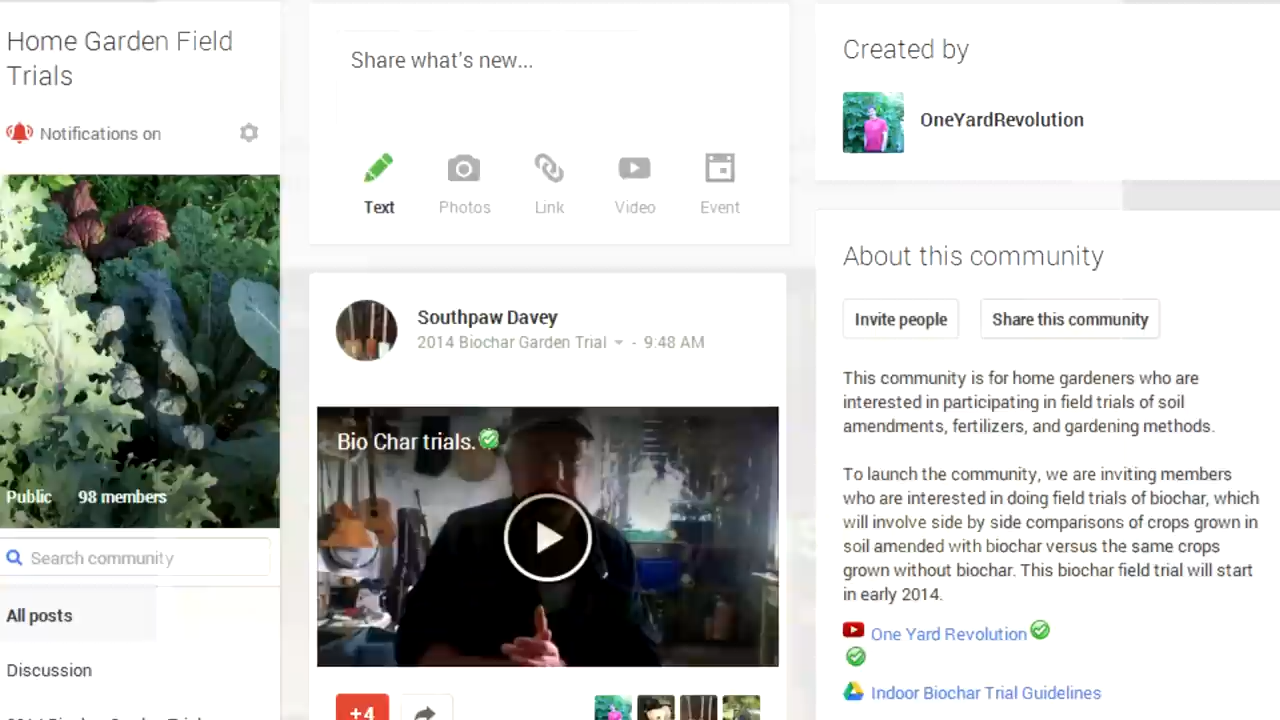 Home Garden Field
Trials
Notifications on
Public 98 members
Search community
All posts
Discussion
Share what's new...
Text Photos Link Video Event
Southpaw Davey
2014 Biochar Garden Trial - 9:48 AM
Bio Char trials.
+4
Created by
OneYardRevolution
About this community
Invite people Share this community
This community is for home gardeners who are
interested in participating in field trials of soil
amendments, fertilizers, and gardening methods.
To launch the community, we are inviting members
who are interested in doing field trials of biochar, which
will involve side by side comparisons of crops grown in
soil amended with biochar versus the same crops
grown without biochar. This biochar field trial will start
in early 2014.
One Yard Revolution
Indoor Biochar Trial Guidelines